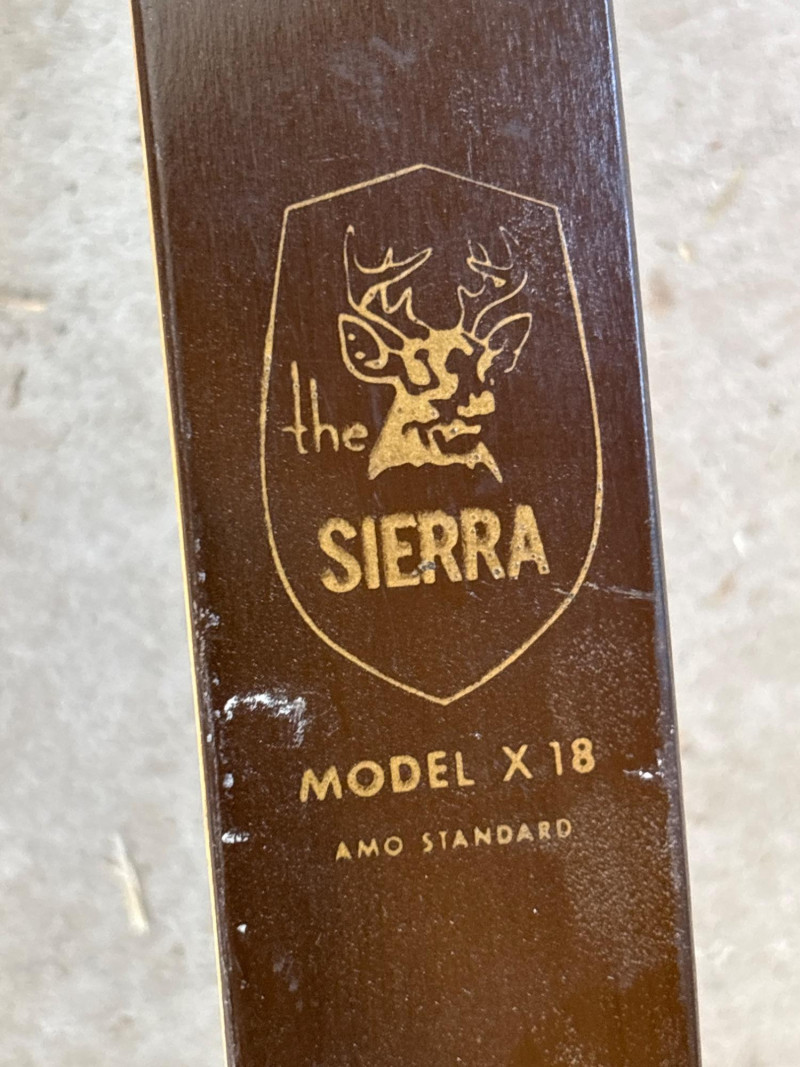 the
SIERRA
MODEL X 18
AMO STANDARD